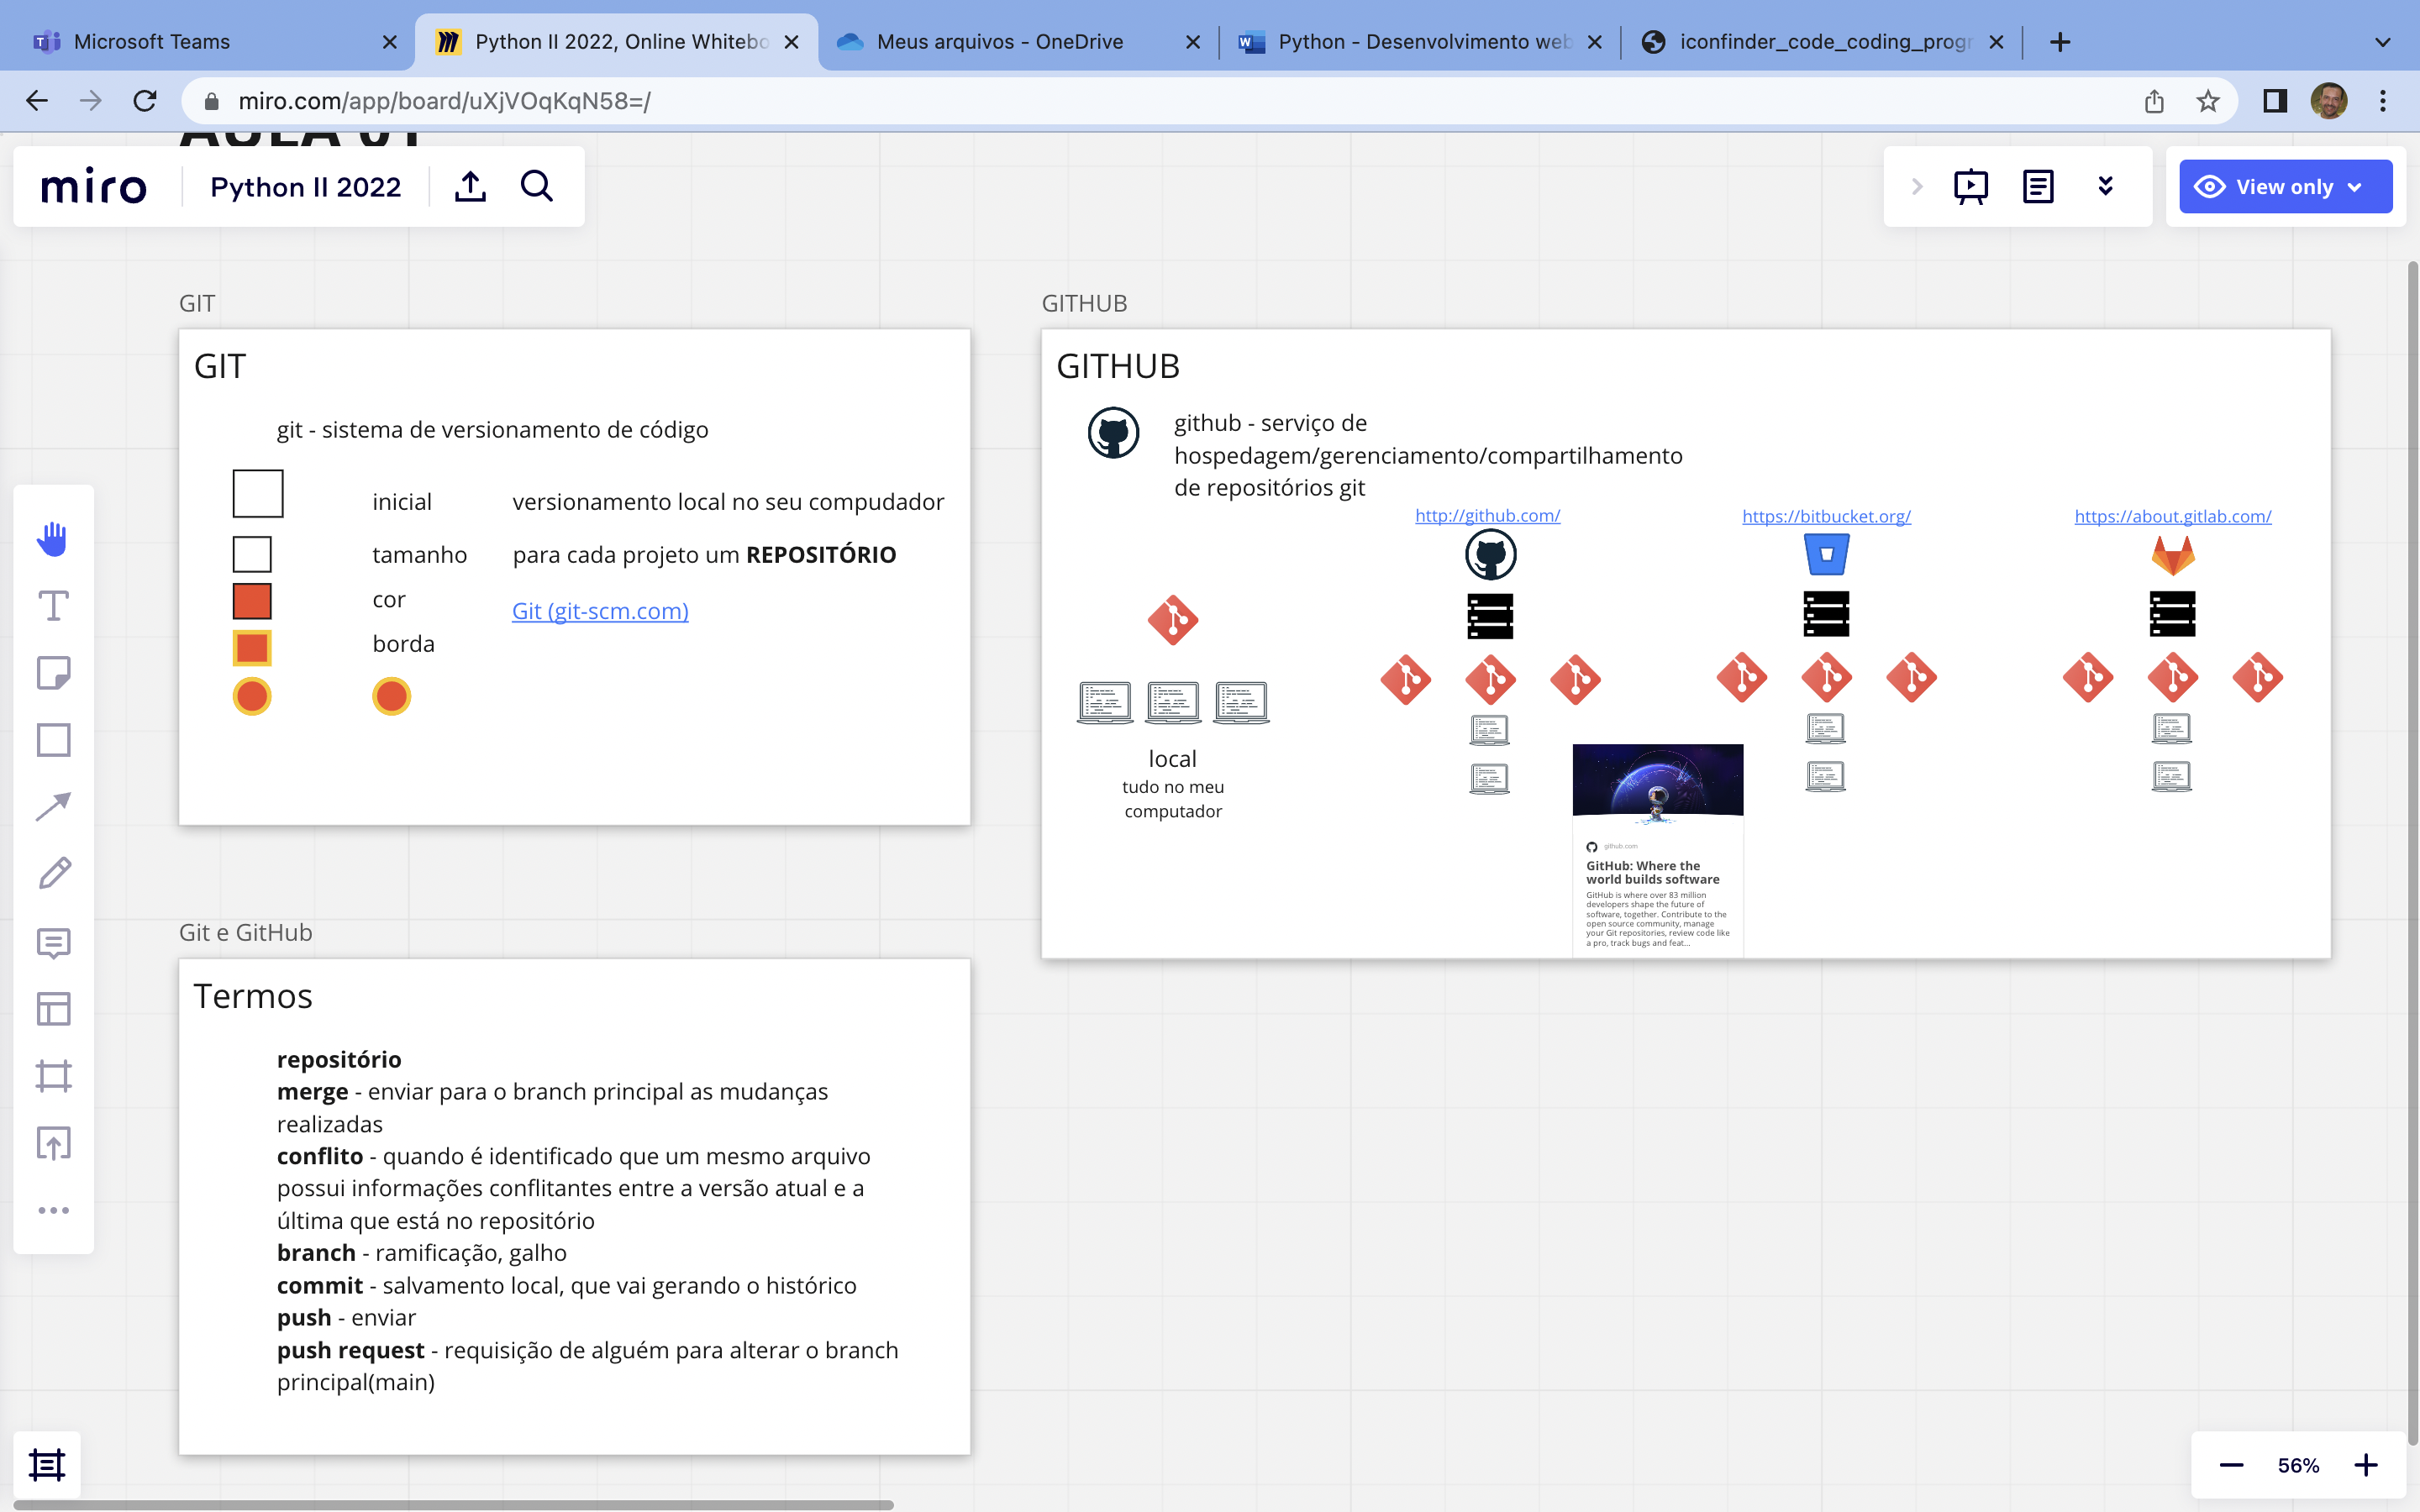 Microsoft Teams
Python II 2022, Online Whitebo
Meus arquivos - OneDrive
Python - Desenvolvimento web
iconfinder_code_coding_progr
miro.com/app/board/uXjVOqKqN58=/
AULA 01
miro
Python II 2022
View only
GIT
GIT
git - sistema de versionamento de código
inicial
versionamento local no seu compudador
tamanho
para cada projeto um REPOSITÓRIO
cor
Git (git-scm.com)
borda
GITHUB
GITHUB
github - serviço de
hospedagem/gerenciamento/compartilhamento
de repositórios git
http://github.com/
https://bitbucket.org/
https://about.gitlab.com/
local
tudo no meu
computador
github.com
GitHub: Where the
world builds software
GitHub is where over 83 million
developers shape the future of
software, together. Contribute to the
open source community, manage
your Git repositories, review code like
a pro, track bugs and feat...
Git e GitHub
Termos
repositório
merge - enviar para o branch principal as mudanças
realizadas
conflito - quando é identificado que um mesmo arquivo
possui informações conflitantes entre a versão atual e a
última que está no repositório
branch - ramificação, galho
commit - salvamento local, que vai gerando o histórico
push - enviar
push request - requisição de alguém para alterar o branch
principal(main)
56%